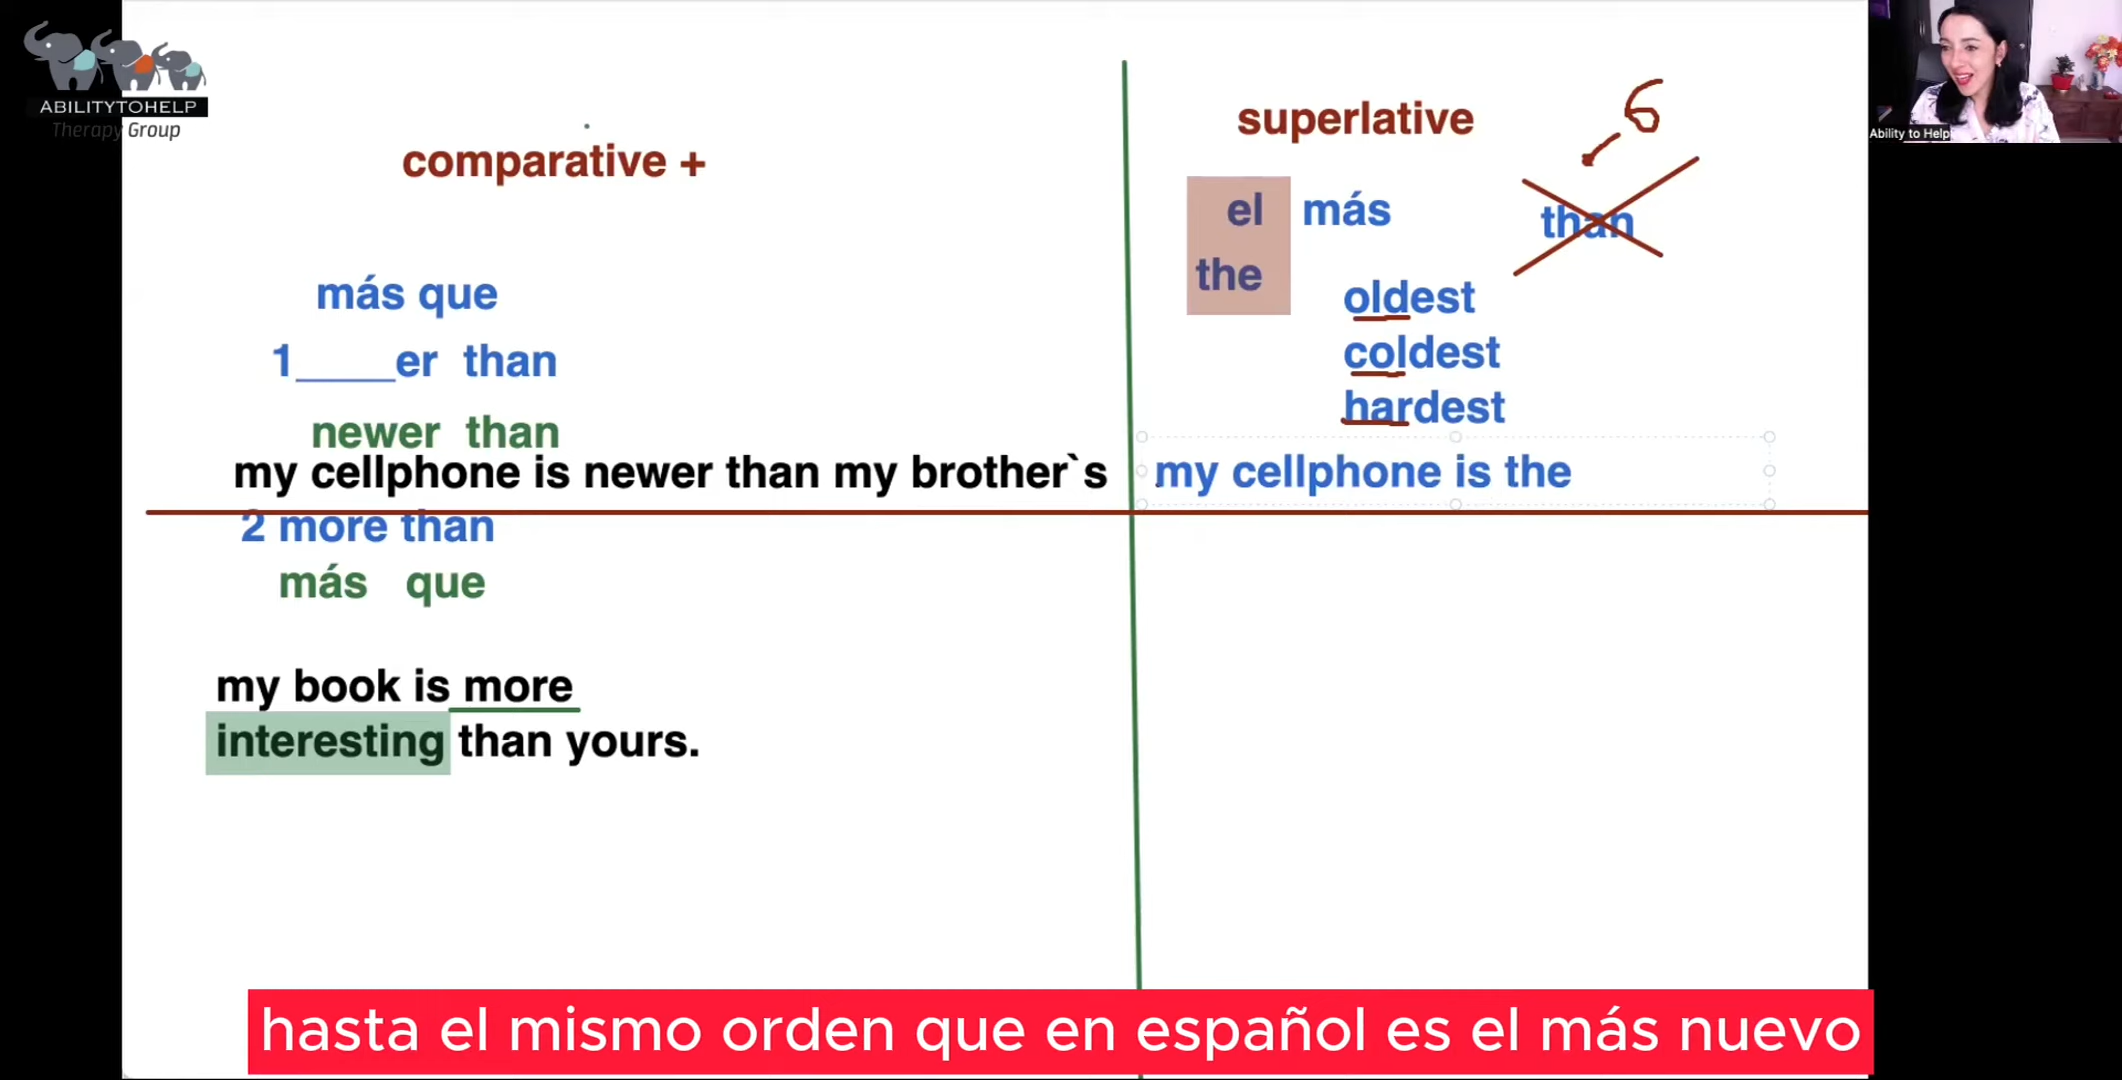 ABILITYTOHELP
Therapy Group
comparative +
más que
1____er than
newer than
my cellphone is newer than my brother`s
2 more than
más que
my book is more
interesting than yours.
superlative
6
el más
than
the
oldest
coldest
hardest
my cellphone is the
Ability to Help
hasta el mismo orden que en español es el más nuevo